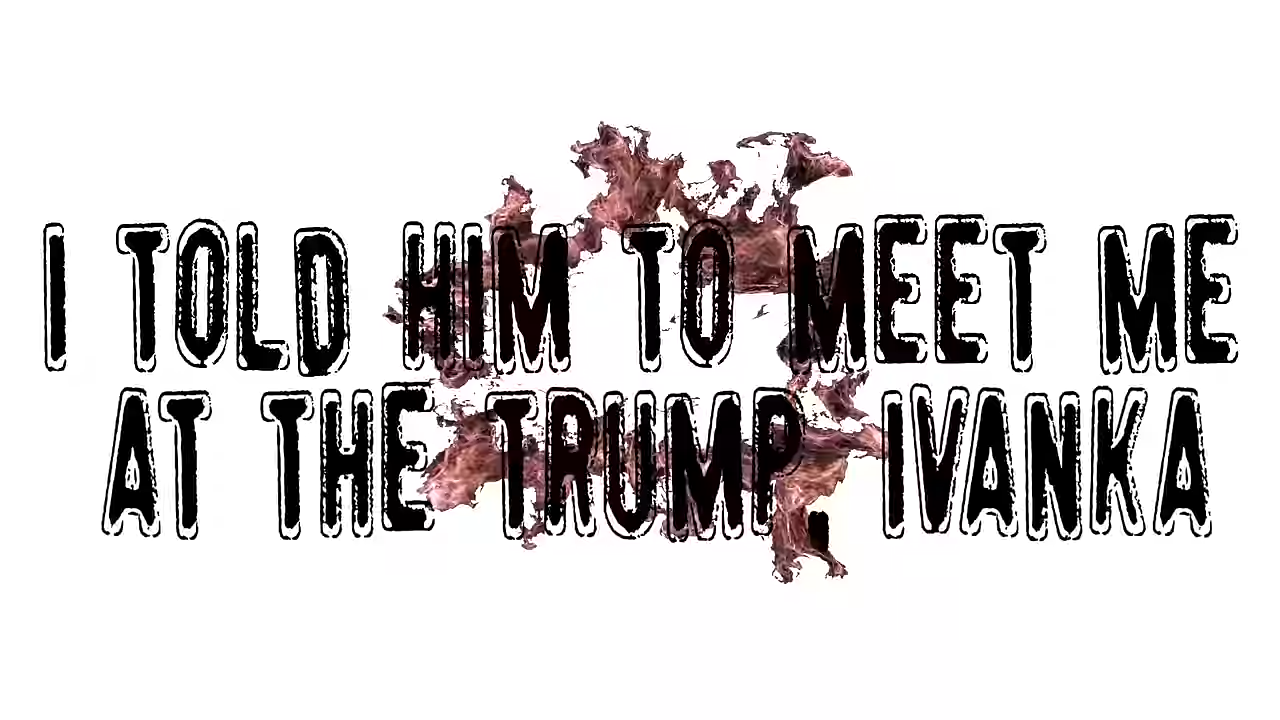 I TOLD HIM TO MEET ME
AT THE TRUMP, IVANKA